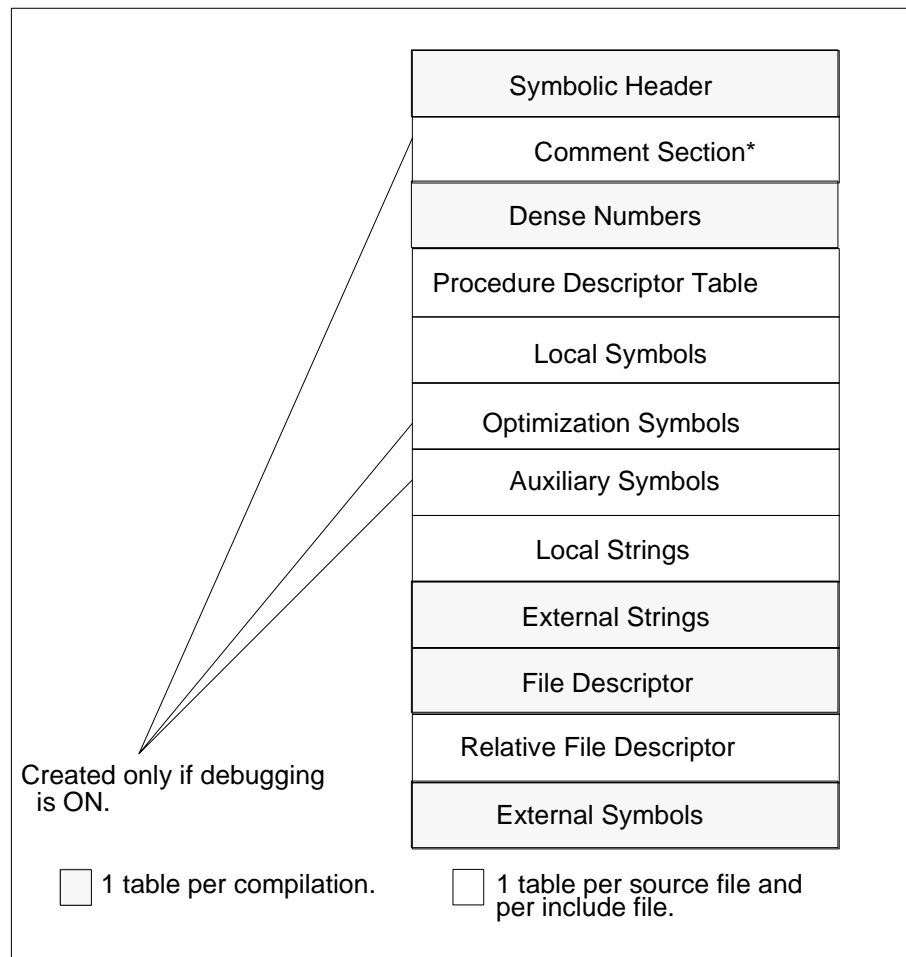 Symbolic Header
Comment Section*
Dense Numbers
Procedure Descriptor Table
Local Symbols
Optimization Symbols
Auxiliary Symbols
Local Strings
External Strings
File Descriptor
Relative File Descriptor
External Symbols
Created only if debugging
is ON.
1 table per compilation.
1 table per source file and
per include file.